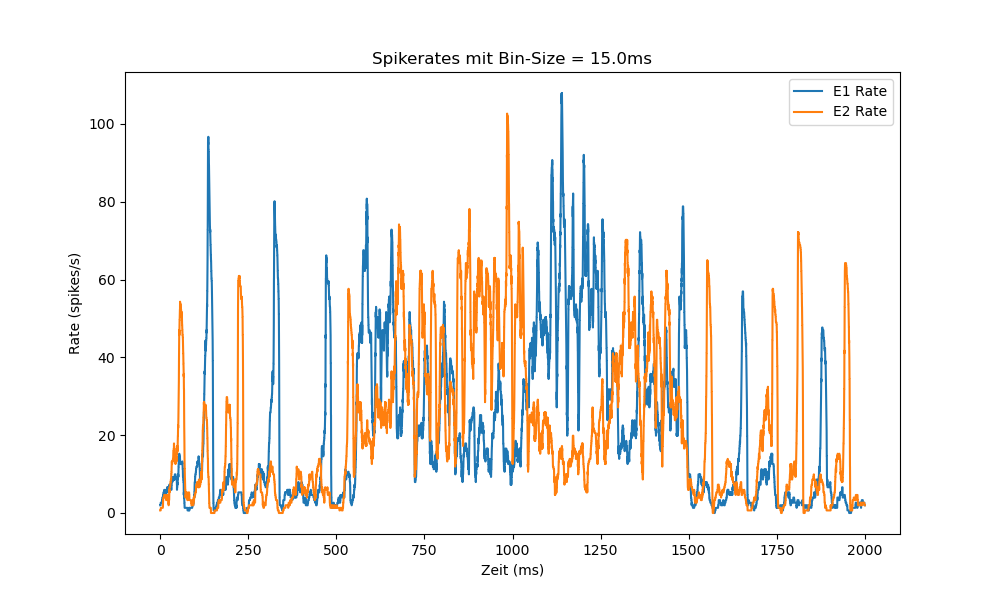 Spikerates mit Bin-Size = 15.0ms
E1 Rate
E2 Rate
Rate (spikes/s)
100
80
60
40
20
0
0 250 500 750 1000 1250 1500 1750 2000
Zeit (ms)